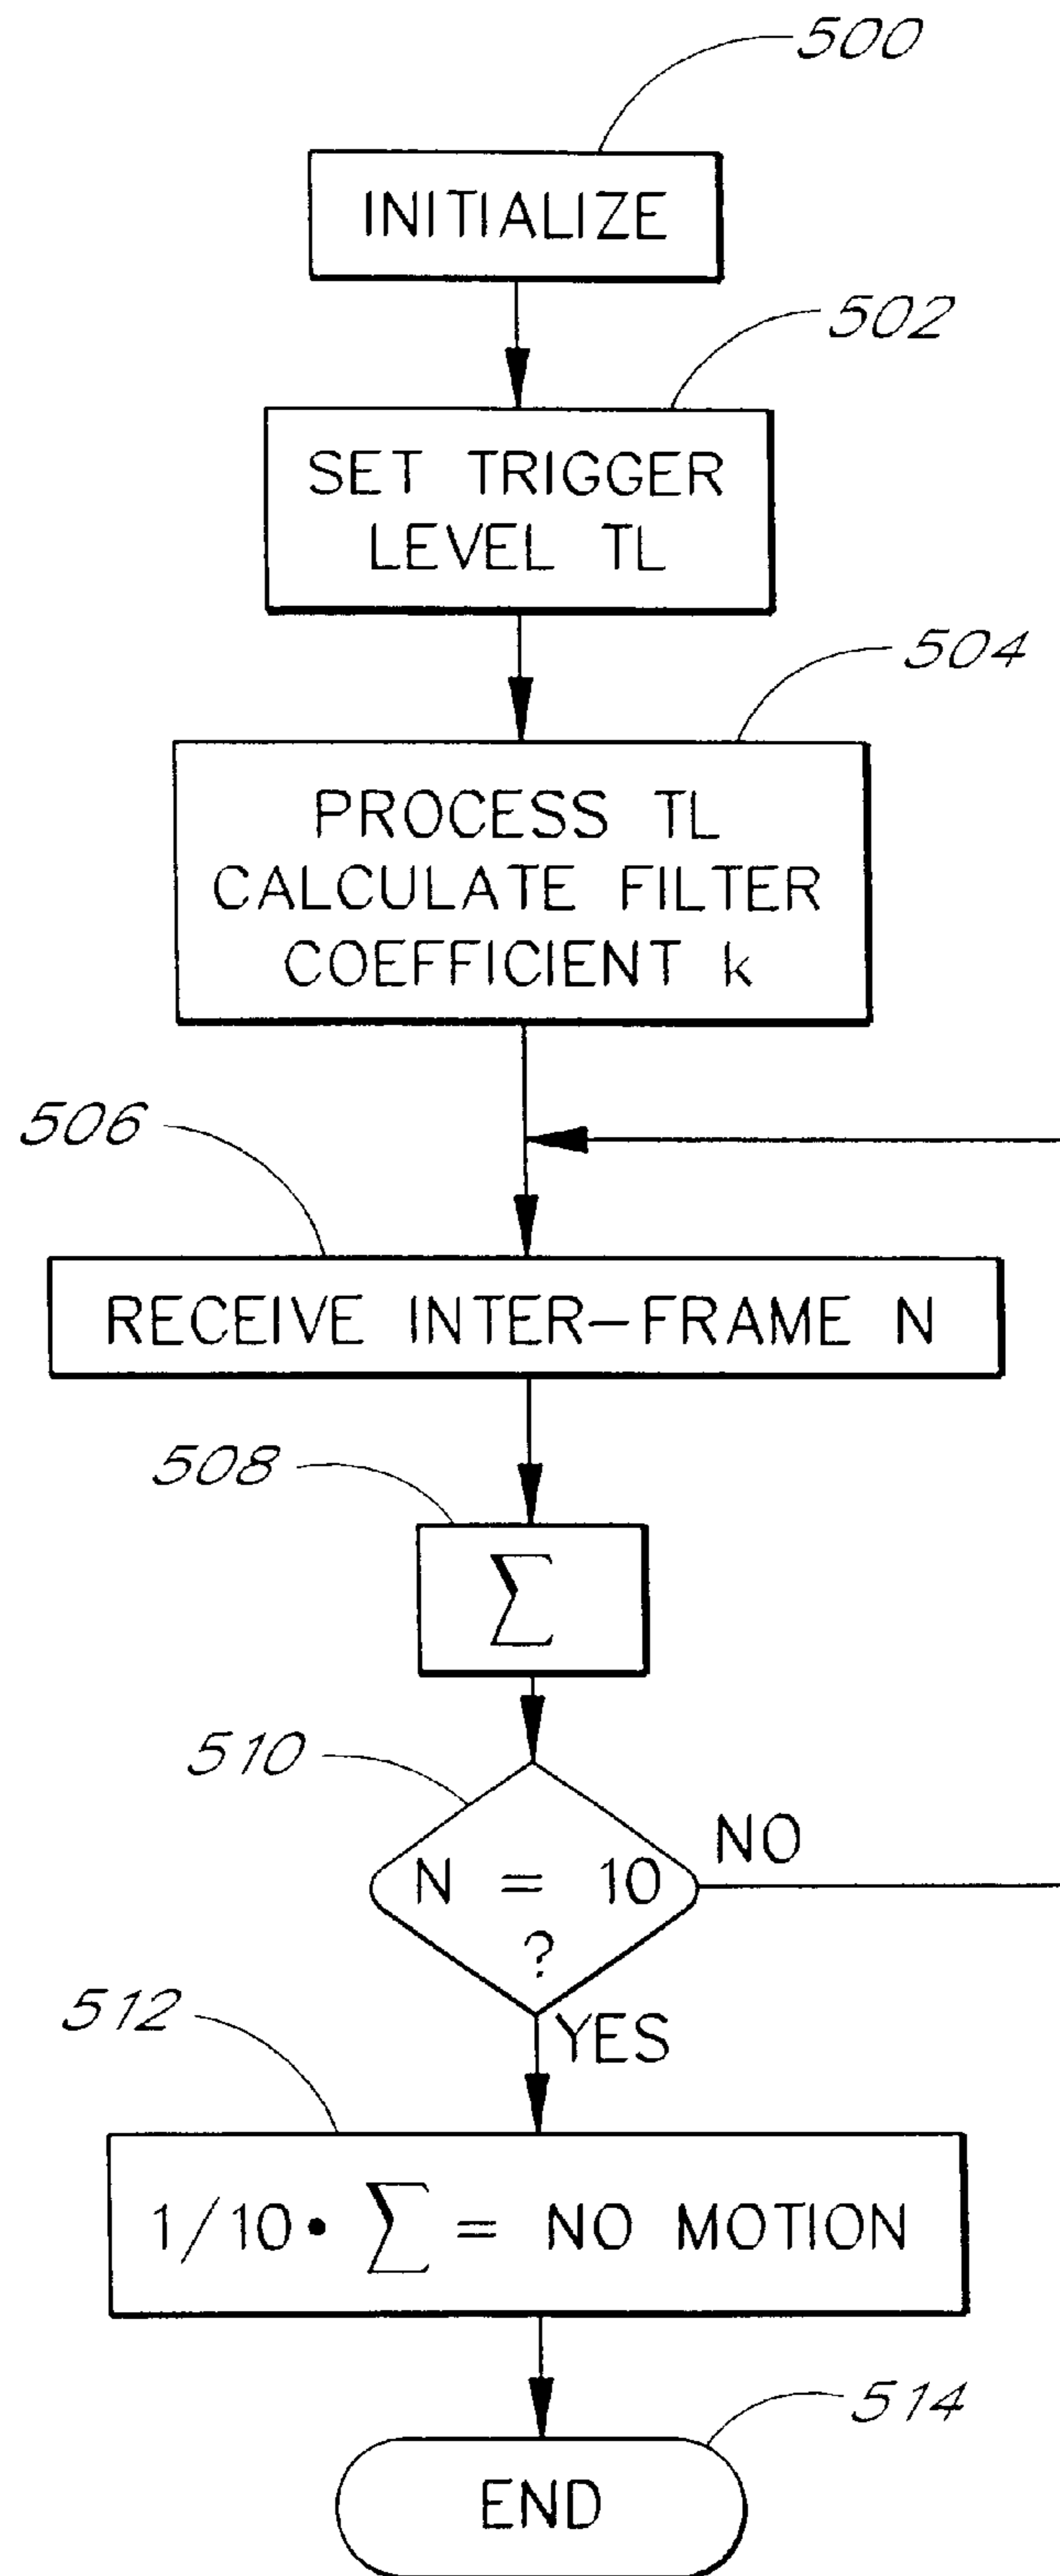 500
INITIALIZE
502
SET TRIGGER
LEVEL TL
504
PROCESS TL
CALCULATE FILTER
COEFFICIENT k
506
RECEIVE INTER-FRAME N
508
Σ
510
N = 10
?
NO
YES
512
1/10• Σ = NO MOTION
514
END